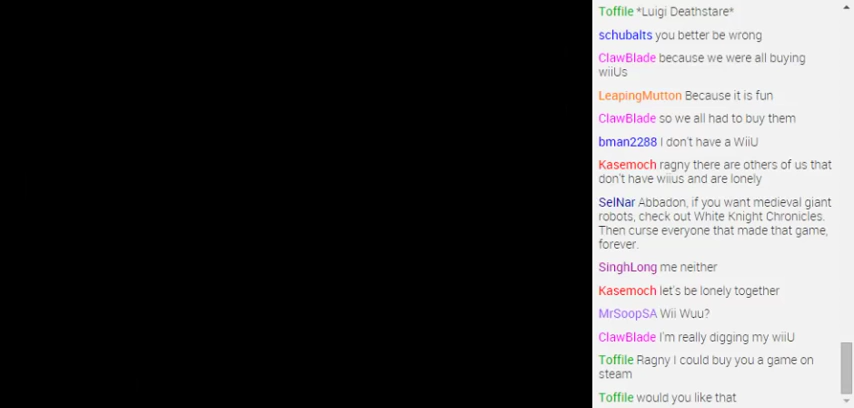 Toffile *Luigi Deathstare*
schubalts you better be wrong
ClawBlade because we were all buying
wiiUs
LeapingMutton Because it is fun
ClawBlade so we all had to buy them
bman2288 I don't have a WiiU
Kasemoch ragny there are others of us that
don't have wiius and are lonely
SelNar Abbadon, if you want medieval giant
robots, check out White Knight Chronicles.
Then curse everyone that made that game,
forever.
SinghLong me neither
Kasemoch let's be lonely together
MrSoopSA Wii Wuu?
ClawBlade I'm really digging my wiiU
Toffile Ragny I could buy you a game on
steam
Toffile would you like that